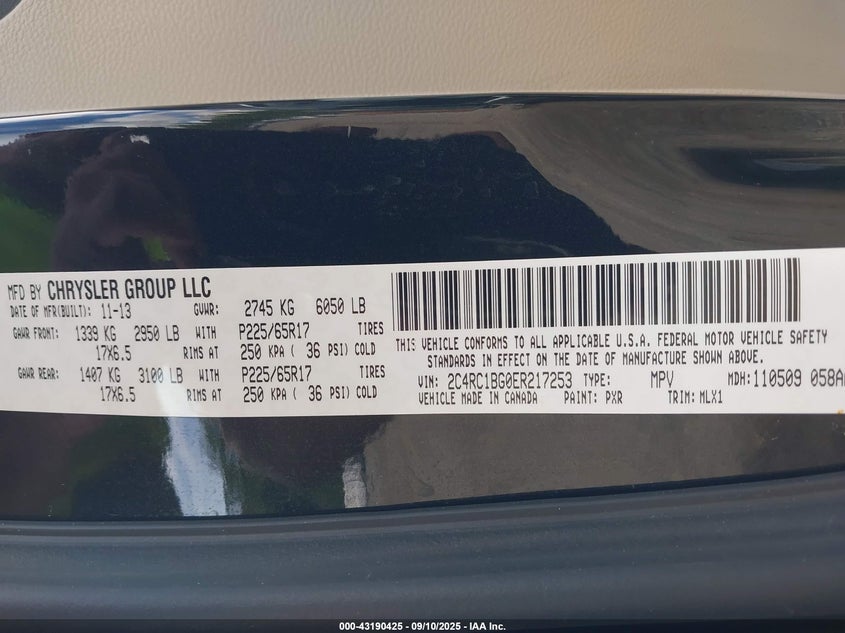 MFD BY CHRYSLER GROUP LLC
DATE OF MFR(BUILT): 11-13 GVWR: 2745 KG 6050 LB
GAWR FRONT: 1339 KG 2950 LB WITH P225/65R17 TIRES
17X6.5 RIMS AT 250 KPA ( 36 PSI) COLD
GAWR REAR: 1407 KG 3100 LB WITH P225/65R17 TIRES
17X6.5 RIMS AT 250 KPA ( 36 PSI) COLD
THIS VEHICLE CONFORMS TO ALL APPLICABLE U.S.A. FEDERAL MOTOR VEHICLE SAFETY
STANDARDS IN EFFECT ON THE DATE OF MANUFACTURE SHOWN ABOVE.
VIN: 2C4RC1BG0ER217253 TYPE: MPV MDH: 110509 058A
VEHICLE MADE IN CANADA PAINT: PXR TRIM: MLX1
000-43190425 - 09/10/2025 - IAA Inc.